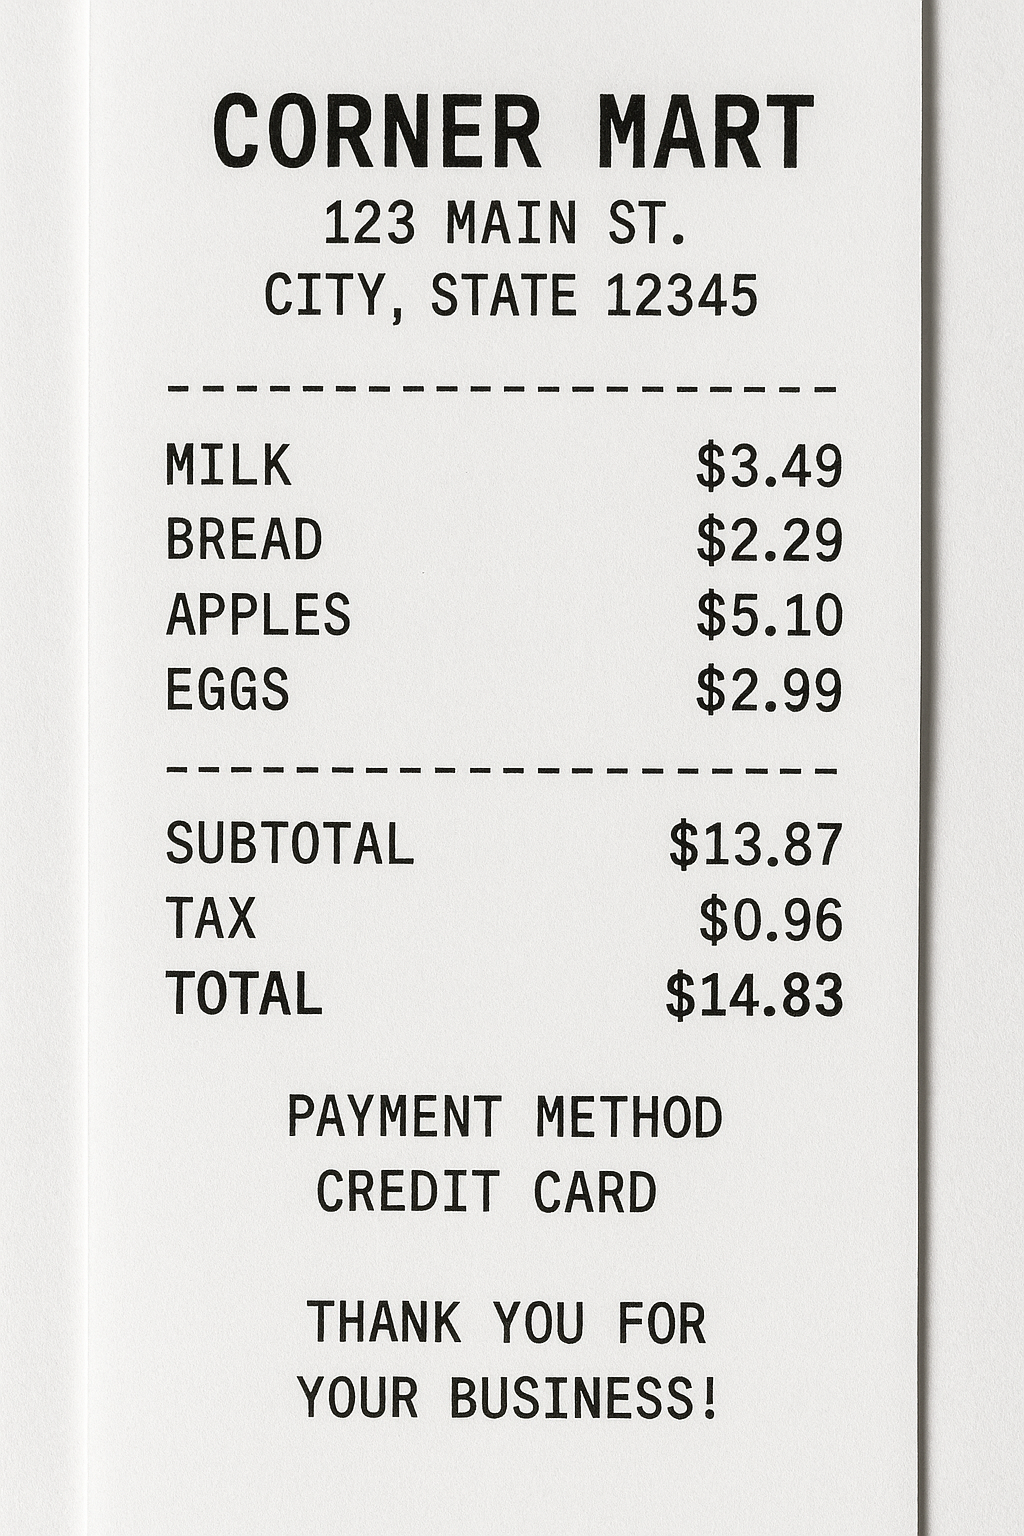 CORNER MART
123 MAIN ST.
CITY, STATE 12345
--------------------
MILK $3.49
BREAD $2.29
APPLES $5.10
EGGS $2.99
--------------------
SUBTOTAL $13.87
TAX $0.96
TOTAL $14.83
PAYMENT METHOD
CREDIT CARD
THANK YOU FOR
YOUR BUSINESS!